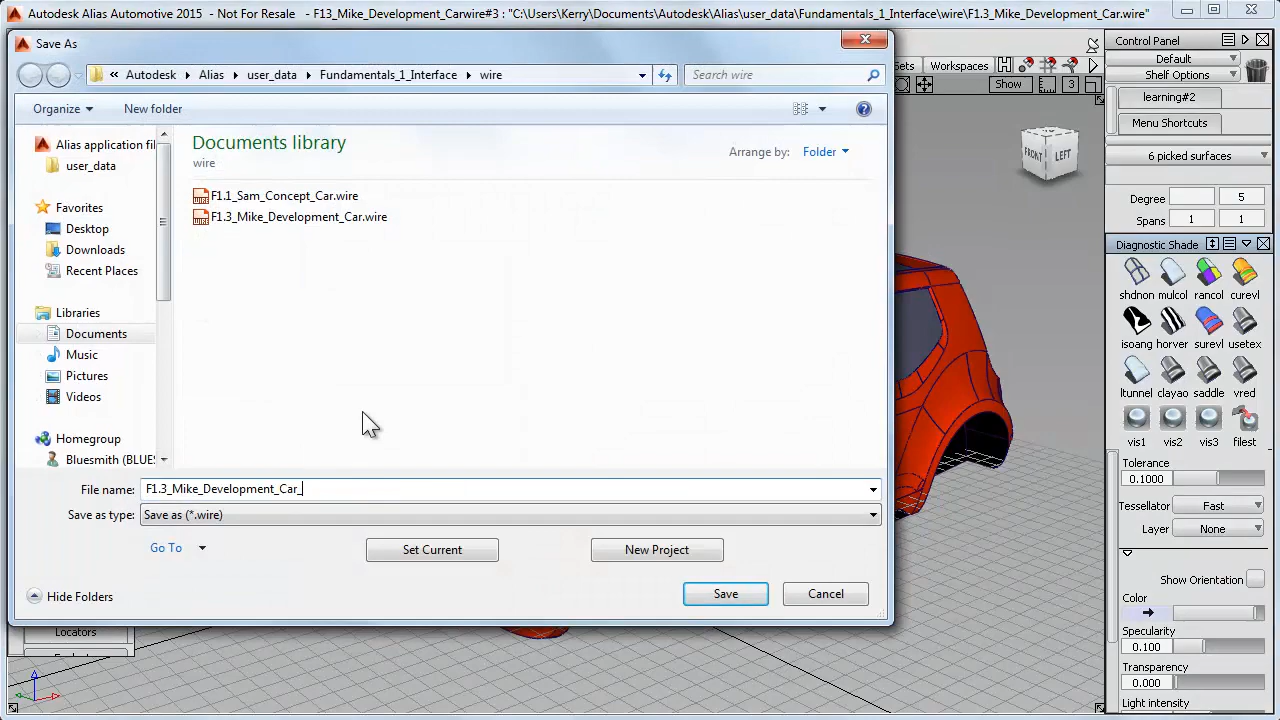 Autodesk Alias Automotive 2015 - Not For Resale - F13_Mike_Development_Carwire#3 : "C:\Users\Kerry\Documents\Autodesk\Alias\user_data\Fundamentals_1_Interface\wire\F1.3_Mike_Development_Car.wire"
Save As
« Autodesk Alias user_data Fundamentals_1_Interface wire
Search wire
Organize
New folder
Alias application fil
user_data
Favorites
Desktop
Downloads
Recent Places
Libraries
Documents
Music
Pictures
Videos
Homegroup
Bluesmith (BLUES
Documents library
wire
Arrange by: Folder
F1.1_Sam_Concept_Car.wire
F1.3_Mike_Development_Car.wire
File name: F1.3_Mike_Development_Car_
Save as type: Save as (*.wire)
Go To
Set Current
New Project
Hide Folders
Save
Cancel
Locators
Sets
Workspaces
Show
3
FRONT
LEFT
Control Panel
Default
Shelf Options
learning#2
Menu Shortcuts
6 picked surfaces
Degree 5
Spans 1 1
Diagnostic Shade
shdnon mulcol rancol curevl
isoang horver surevl usetex
ltunnel clayao saddle vred
vis1 vis2 vis3 filest
Tolerance
0.1000
Tessellator Fast
Layer None
Show Orientation
Color
Specularity
0.100
Transparency
0.000
Light intensity